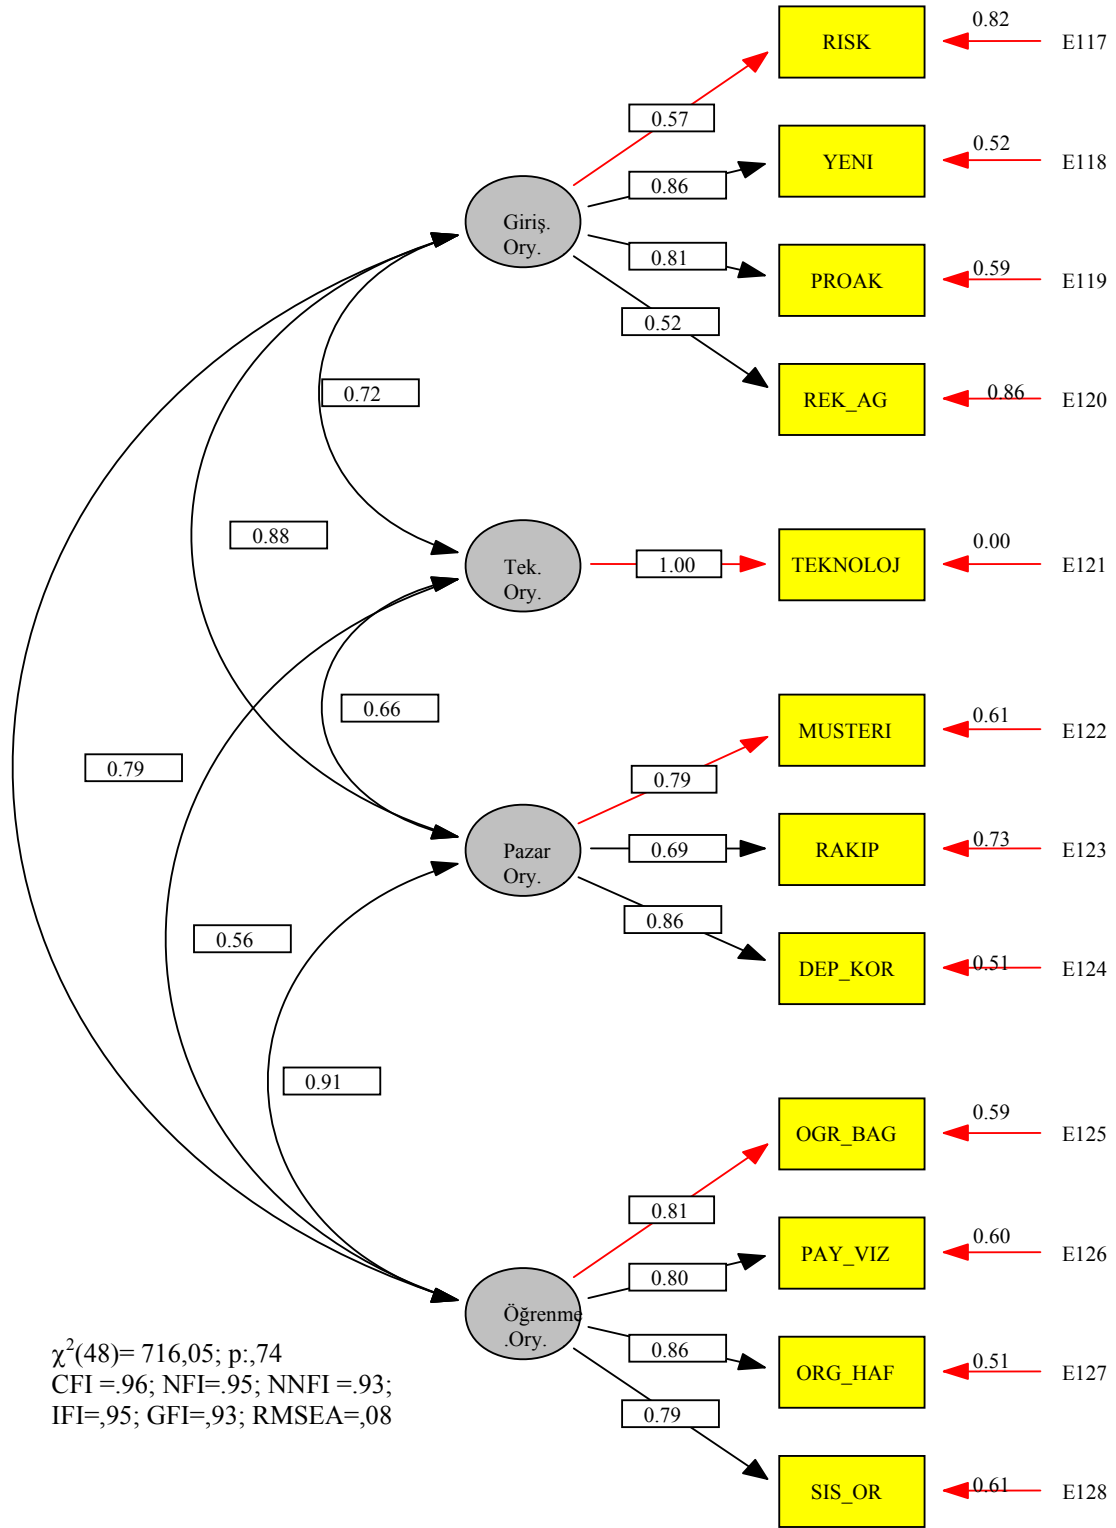 0.82
RISK
E117
0.57
0.52
YENI
E118
0.86
Giriş.
Ory.
0.81
0.59
PROAK
E119
0.52
0.72
0.86
REK_AG
E120
0.88
0.00
Tek.
Ory.
1.00
TEKNOLOJ
E121
0.66
0.61
MUSTERI
E122
0.79
0.79
Pazar
Ory.
0.69
0.73
RAKIP
E123
0.86
0.56
0.51
DEP_KOR
E124
0.91
0.59
OGR_BAG
E125
0.81
0.60
PAY_VIZ
E126
0.80
Öğrenme
.Ory.
0.86
0.51
ORG_HAF
E127
0.79
0.61
SIS_OR
E128
χ²(48)= 716,05; p:,74
CFI =.96; NFI=.95; NNFI =.93;
IFI=,95; GFI=,93; RMSEA=,08